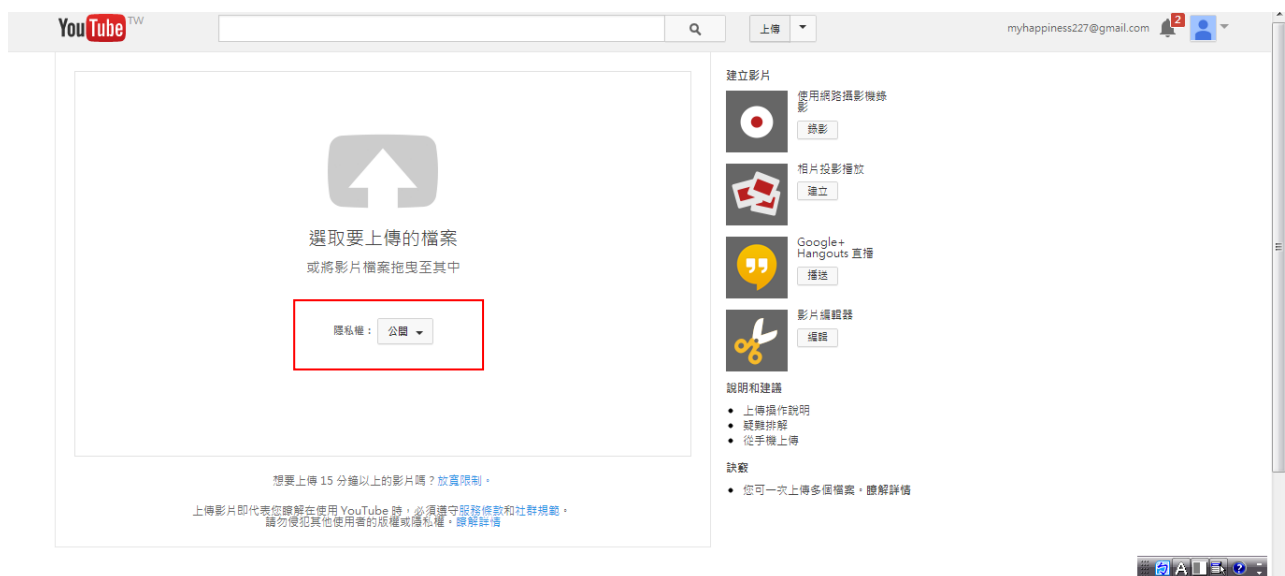 YouTube TW
上傳
myhappiness227@gmail.com
2
選取要上傳的檔案
或將影片檔案拖曳至其中
隱私權：
公開
想要上傳 15 分鐘以上的影片嗎？放寬限制。
上傳影片即代表您瞭解在使用 YouTube 時，必須遵守服務條款和社群規範。
請勿侵犯其他使用者的版權或隱私權。瞭解詳情
建立影片
使用網路攝影機錄
影
錄影
相片投影播放
建立
Google+
Hangouts 直播
播送
影片編輯器
編輯
說明和建議
上傳操作說明
疑難排解
從手機上傳
訣竅
您可一次上傳多個檔案。瞭解詳情
A